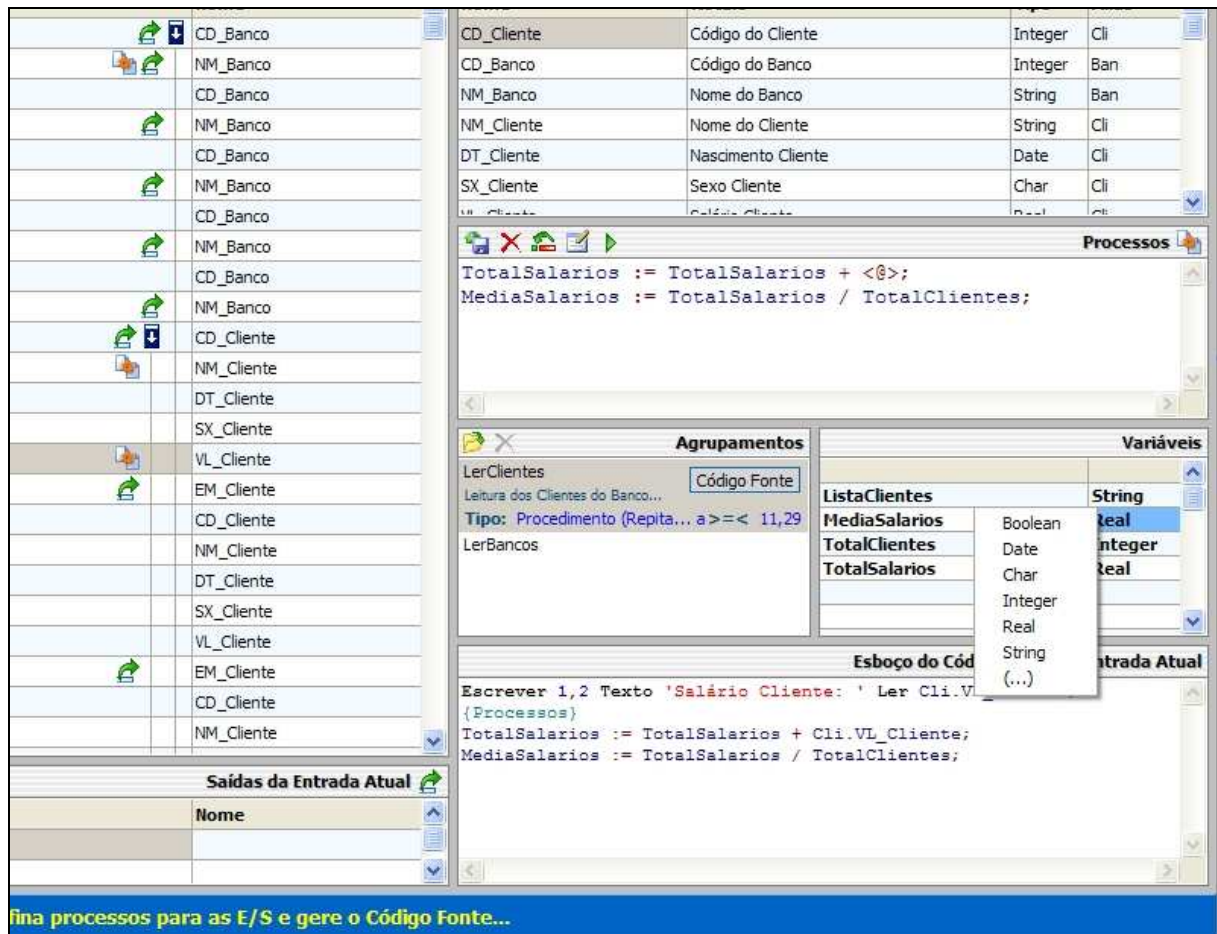 CD_Banco
NM_Banco
CD_Banco
NM_Banco
CD_Banco
NM_Banco
CD_Banco
NM_Banco
CD_Banco
NM_Banco
CD_Cliente
NM_Cliente
DT_Cliente
SX_Cliente
VL_Cliente
EM_Cliente
CD_Cliente
NM_Cliente
DT_Cliente
SX_Cliente
VL_Cliente
EM_Cliente
CD_Cliente
NM_Cliente
Saídas da Entrada Atual
Nome
CD_Cliente Código do Cliente Integer Cli
CD_Banco Código do Banco Integer Ban
NM_Banco Nome do Banco String Ban
NM_Cliente Nome do Cliente String Cli
DT_Cliente Nascimento Cliente Date Cli
SX_Cliente Sexo Cliente Char Cli
Processos
TotalSalarios := TotalSalarios + <@>;
MediaSalarios := TotalSalarios / TotalClientes;
Agrupamentos
LerClientes Código Fonte
Leitura dos Clientes do Banco...
Tipo: Procedimento (Repita... a>=< 11,29
LerBancos
Variáveis
ListaClientes String
MediaSalarios Real
TotalClientes Integer
TotalSalarios Real
Boolean
Date
Char
Integer
Real
String
(...)
Esboço do Cód ntrada Atual
Escrever 1,2 Texto 'Salário Cliente: ' Ler Cli.VL_
{Processos}
TotalSalarios := TotalSalarios + Cli.VL_Cliente;
MediaSalarios := TotalSalarios / TotalClientes;
fina processos para as E/S e gere o Código Fonte...